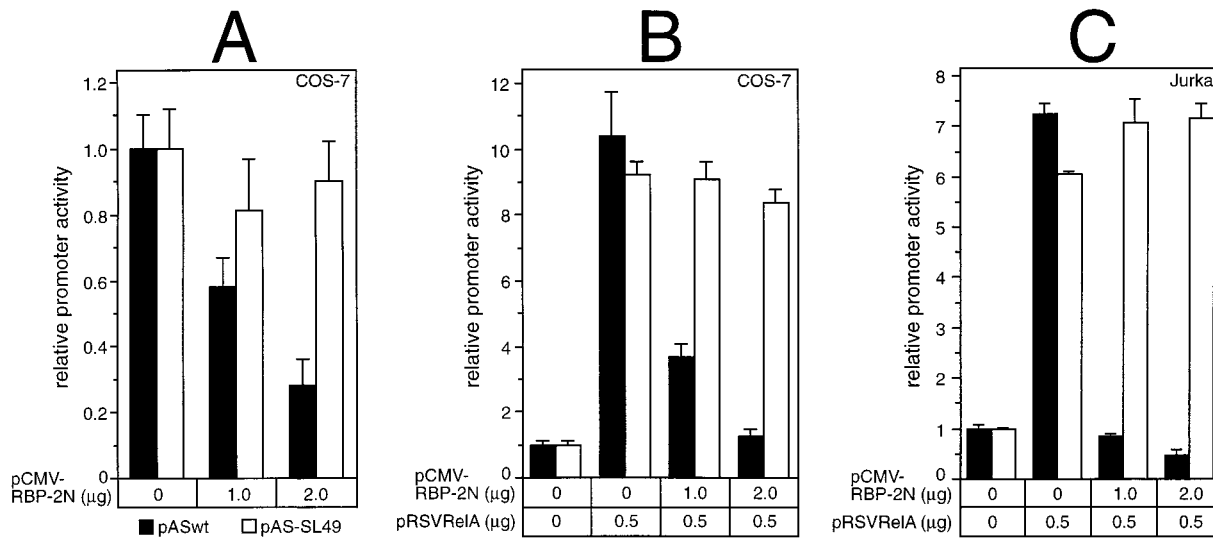 A
COS-7
relative promoter activity
1.2
1.0
0.8
0.6
0.4
0.2
0
pCMV-
RBP-2N (µg)
0 1.0 2.0
pASwt pAS-SL49
B
COS-7
relative promoter activity
12
10
8
6
4
2
0
pCMV-
RBP-2N (µg)
0 0 1.0 2.0
pRSVRelA (µg)
0 0.5 0.5 0.5
C
Jurka
relative promoter activity
8
7
6
5
4
3
5
2
1
0
pCMV-
RBP-2N (µg)
0 0 1.0 2.0
pRSVRelA (µg)
0 0.5 0.5 0.5